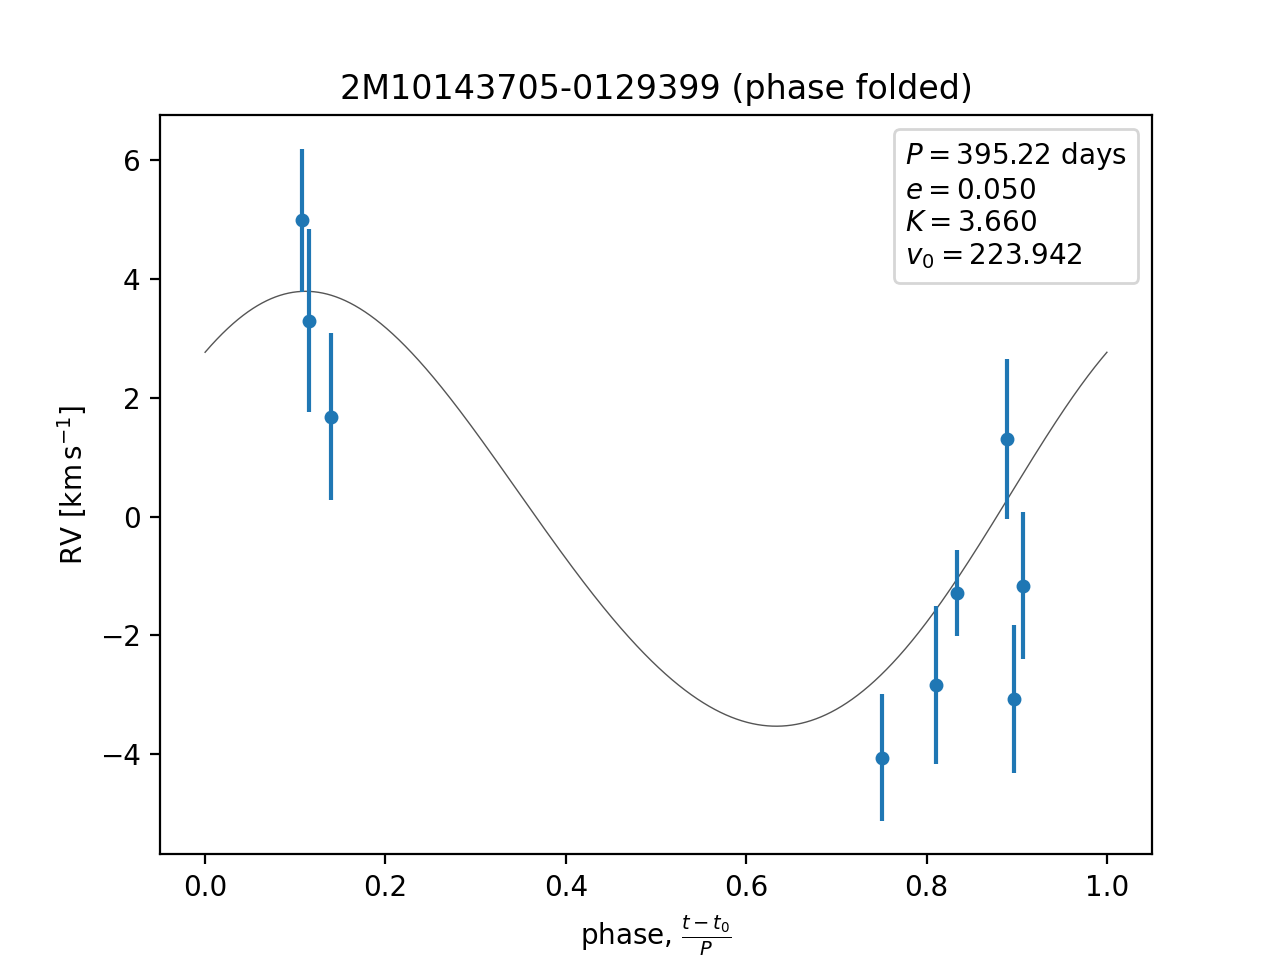 2M10143705-0129399 (phase folded)
P = 395.22 days
e = 0.050
K = 3.660
v₀ = 223.942
6
4
2
0
−2
−4
RV [km s⁻¹]
0.0 0.2 0.4 0.6 0.8 1.0
phase, (t − t₀)/P